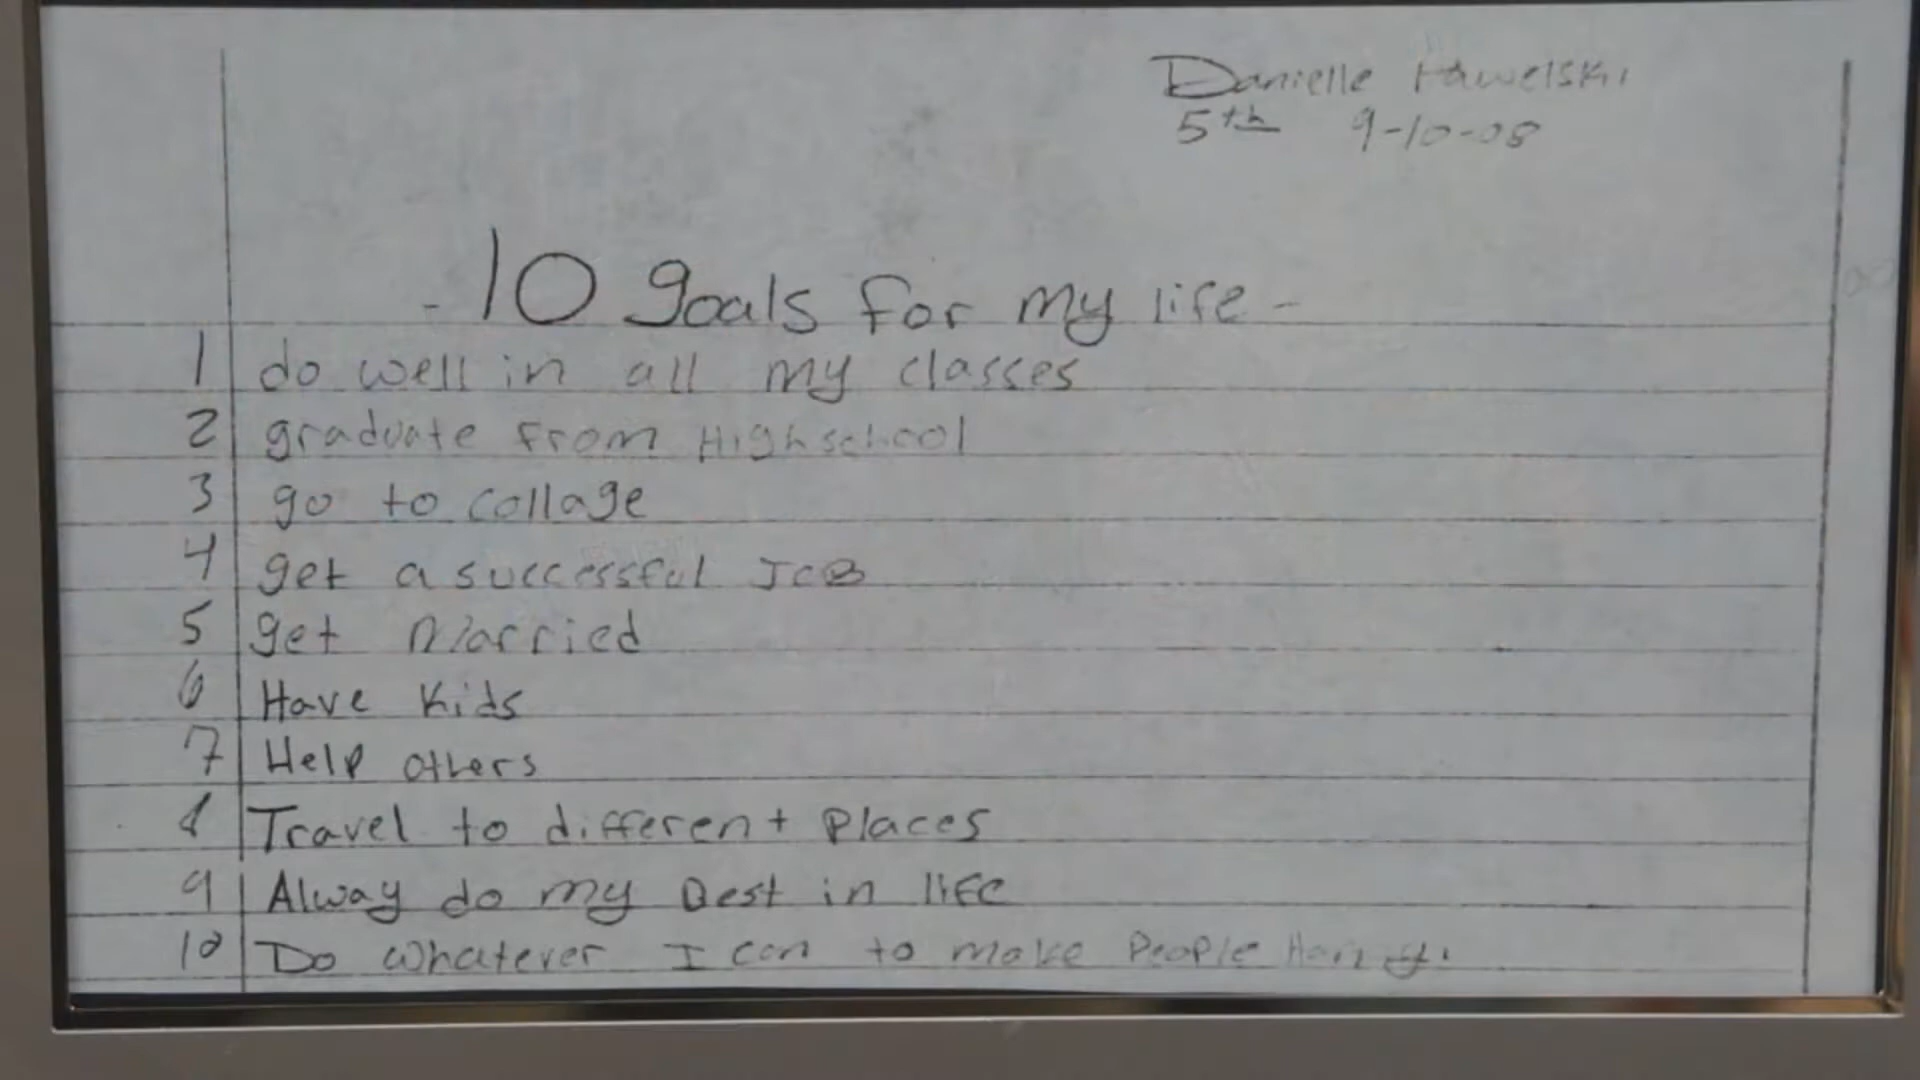 Danielle Hawelski
5th 9-10-08
- 10 goals for my life -
1 do well in all my classes
2 graduate from Highschool
3 go to collage
4 get a successful JOB
5 get Married
6 Have Kids
7 Help others
8 Travel to different Places
9 Alway do my Best in life
10 Do whatever I can to make People